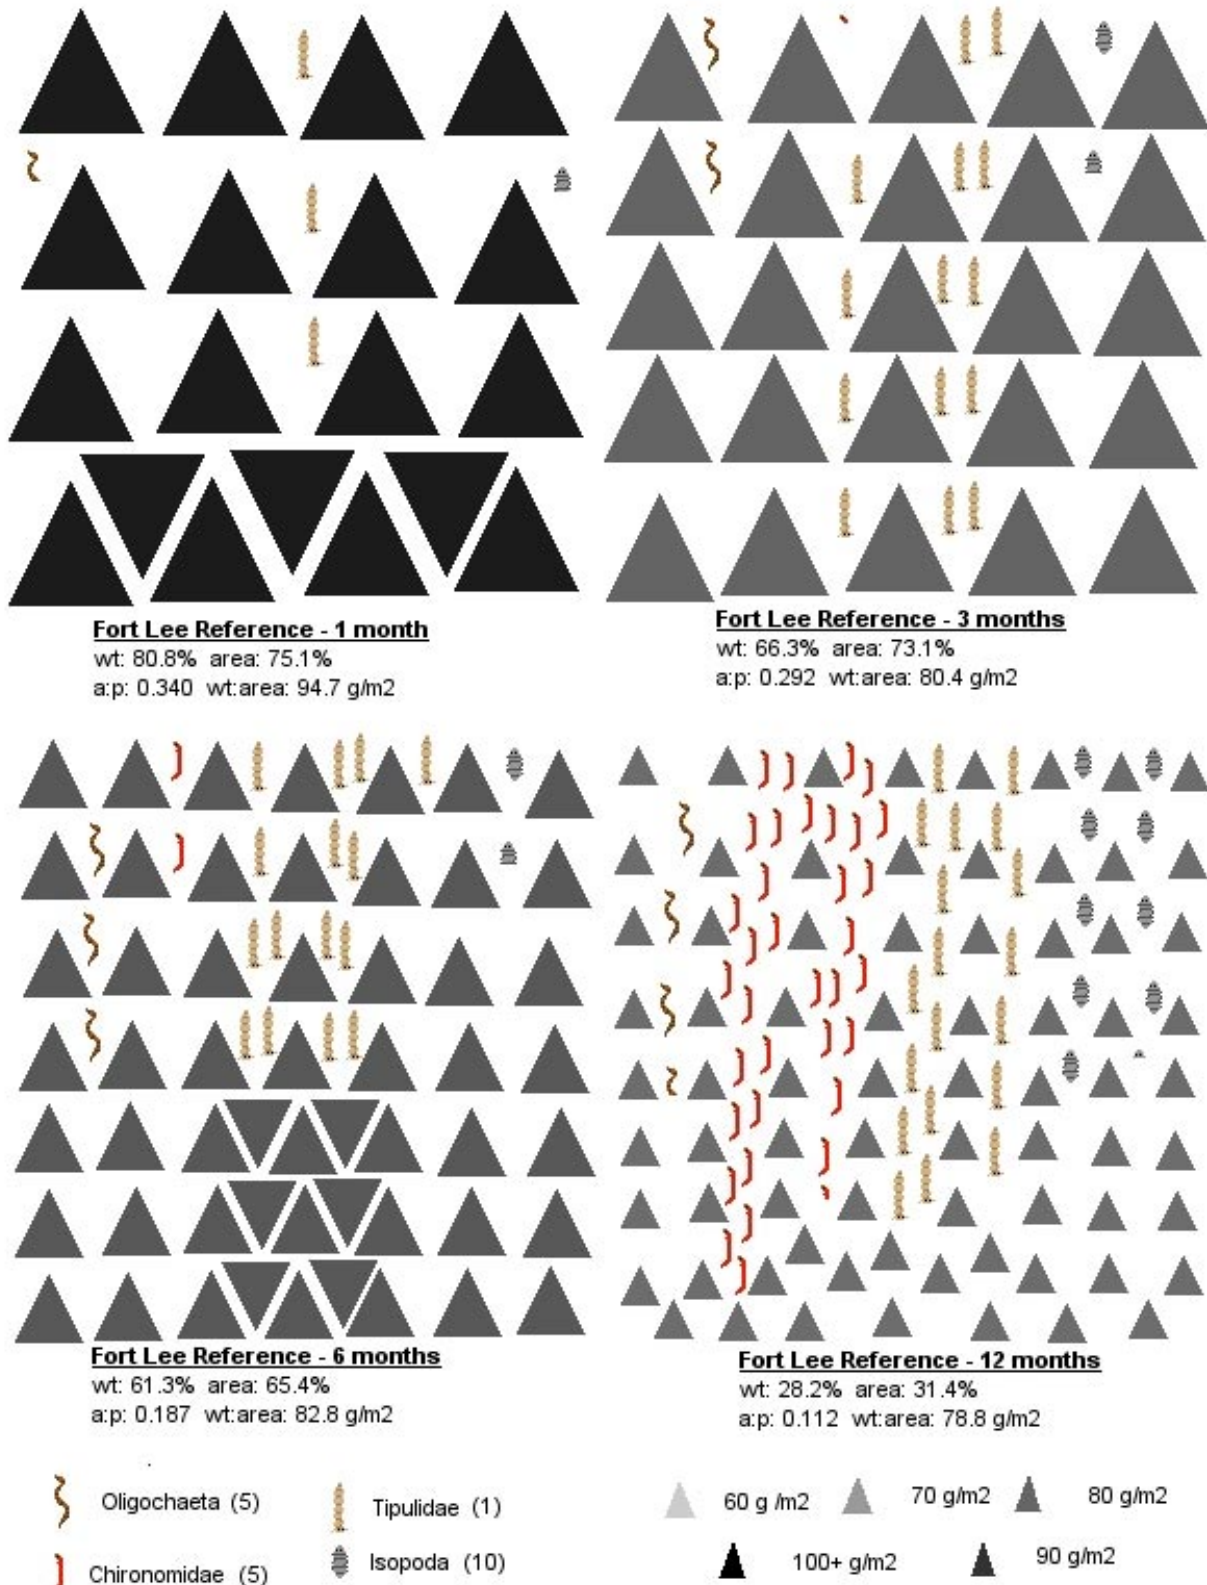 Fort Lee Reference - 1 month
wt: 80.8% area: 75.1%
a:p: 0.340 wt:area: 94.7 g/m2
Fort Lee Reference - 3 months
wt: 66.3% area: 73.1%
a:p: 0.292 wt:area: 80.4 g/m2
Fort Lee Reference - 6 months
wt: 61.3% area: 65.4%
a:p: 0.187 wt:area: 82.8 g/m2
Fort Lee Reference - 12 months
wt: 28.2% area: 31.4%
a:p: 0.112 wt:area: 78.8 g/m2
Oligochaeta (5)
Tipulidae (1)
Chironomidae (5)
Isopoda (10)
60 g /m2
70 g/m2
80 g/m2
100+ g/m2
90 g/m2